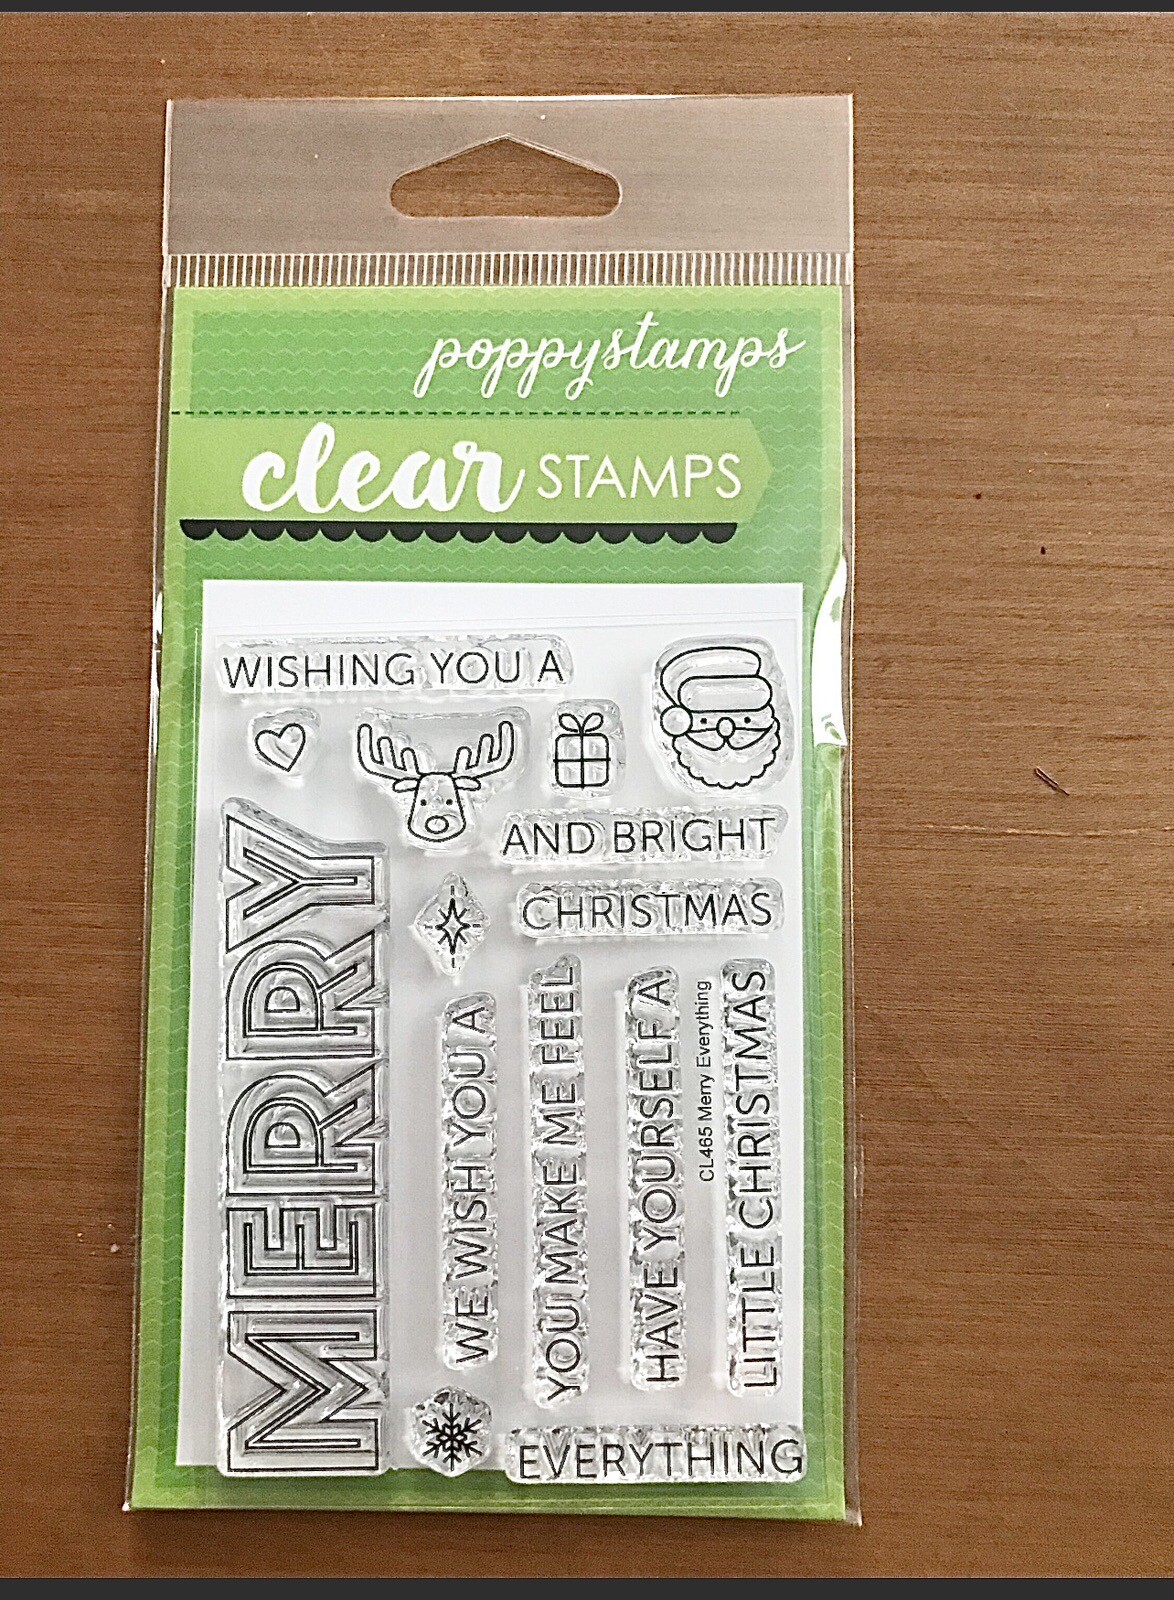 poppystamps
clear STAMPS
WISHING YOU A
AND BRIGHT
CHRISTMAS
MERRY
WE WISH YOU A
YOU MAKE ME FEEL
HAVE YOURSELF A
CL465 Merry Everything
LITTLE CHRISTMAS
EVERYTHING